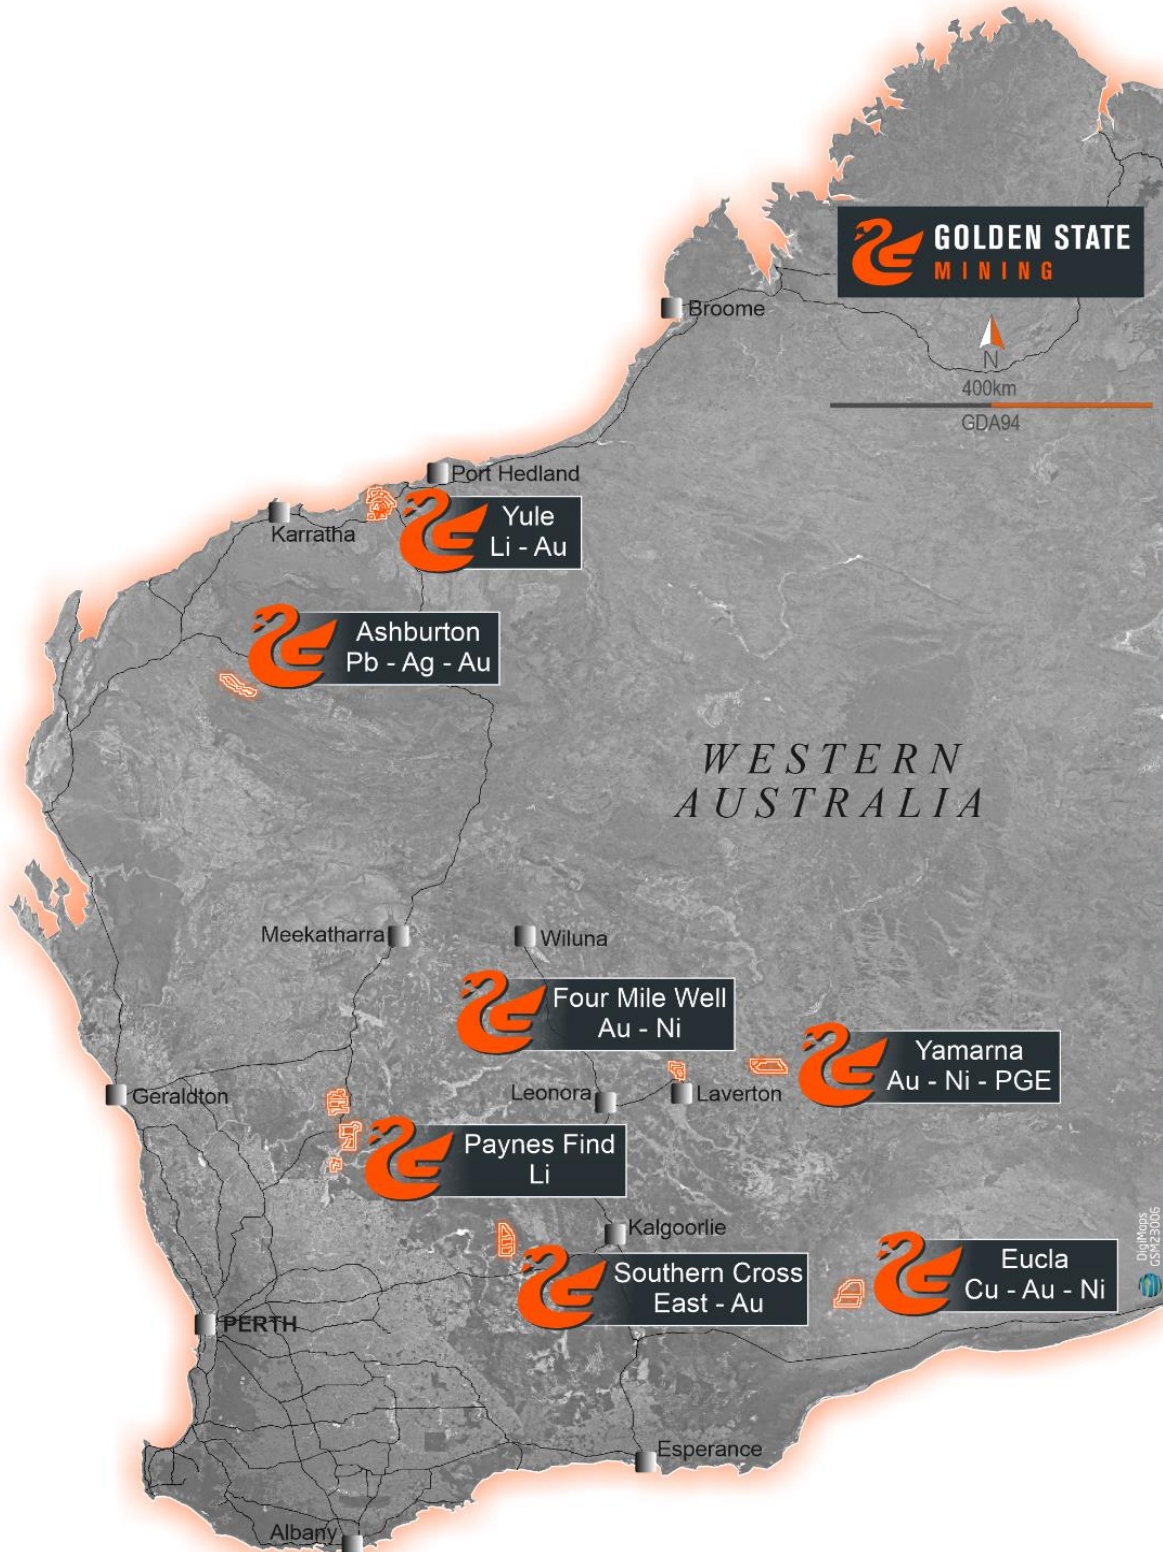 GOLDEN STATE
MINING
Broome
N
400km
GDA94
Port Hedland
Karratha
Yule
Li - Au
Ashburton
Pb - Ag - Au
WESTERN
AUSTRALIA
Meekatharra
Wiluna
Four Mile Well
Au - Ni
Yamarna
Au - Ni - PGE
Geraldton
Leonora
Laverton
Paynes Find
Li
Kalgoorlie
Southern Cross
East - Au
Eucla
Cu - Au - Ni
DigiMaps
GSM23006
PERTH
Esperance
Albany